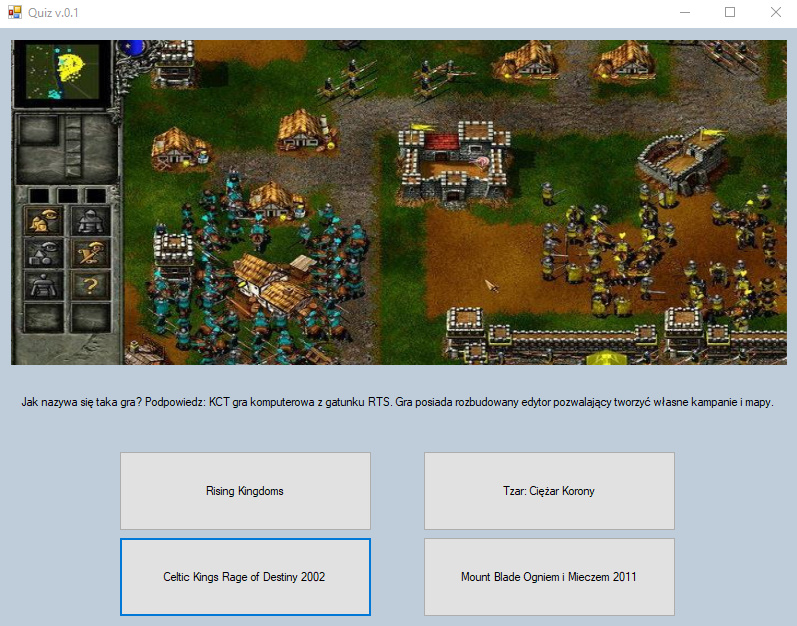 Quiz v.0.1
?
Jak nazywa się taka gra? Podpowiedz: KCT gra komputerowa z gatunku RTS. Gra posiada rozbudowany edytor pozwalający tworzyć własne kampanie i mapy.
Rising Kingdoms
Tzar: Ciężar Korony
Celtic Kings Rage of Destiny 2002
Mount Blade Ogniem i Mieczem 2011